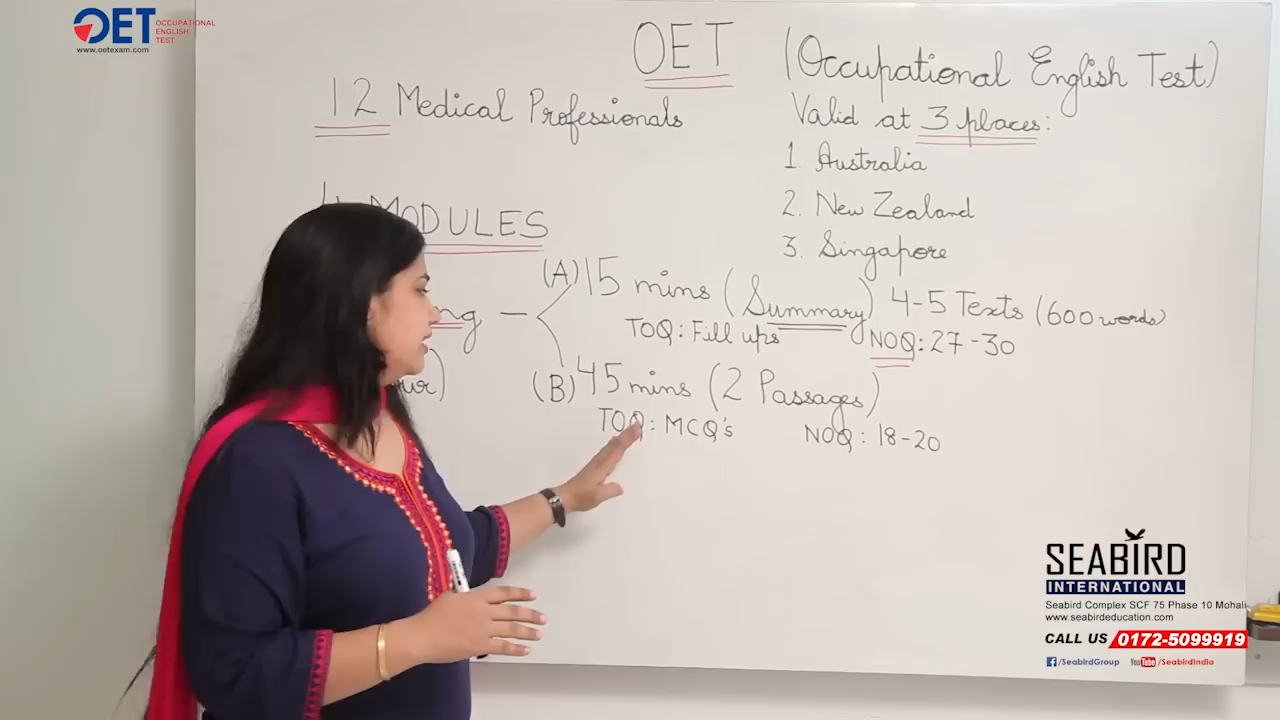 OET
OCCUPATIONAL
ENGLISH
TEST
www.oetexam.com
OET (Occupational English Test)
12 Medical Professionals
Valid at 3 places:
1. Australia
2. New Zealand
3. Singapore
MODULES
(A) 15 mins (Summary) 4-5 Texts (600 words)
TOQ: Fill ups NOQ: 27-30
(B) 45 mins (2 Passages)
TOQ: MCQ's NOQ: 18-20
SEABIRD
INTERNATIONAL
Seabird Complex SCF 75 Phase 10 Mohali
www.seabirdeducation.com
CALL US 0172-5099919
f /SeabirdGroup YouTube /SeabirdIndia